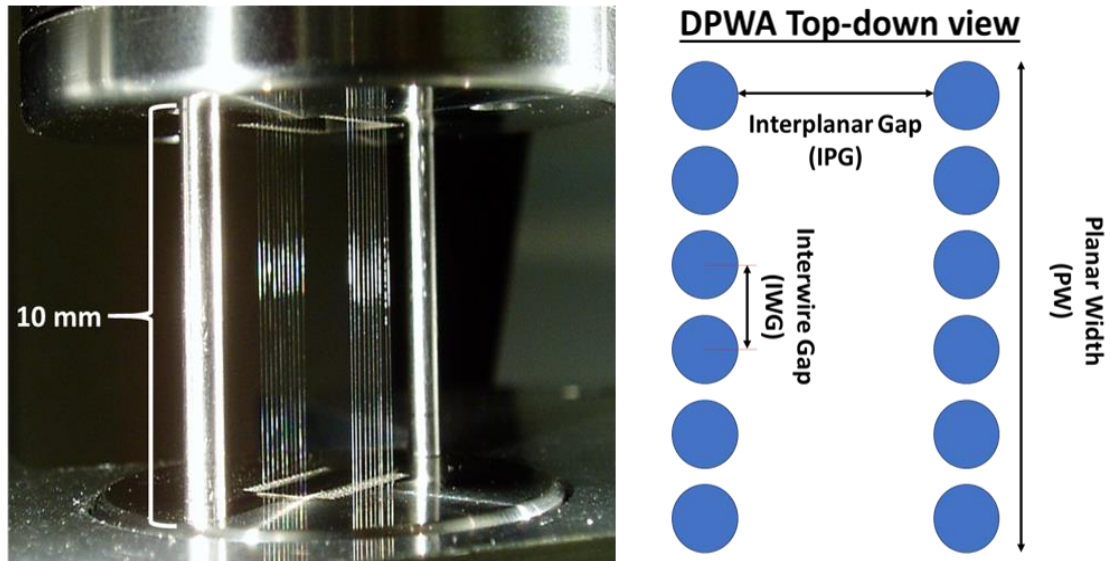 10 mm
DPWA Top-down view
Interplanar Gap
(IPG)
Interwire Gap
(IWG)
Planar Width
(PW)